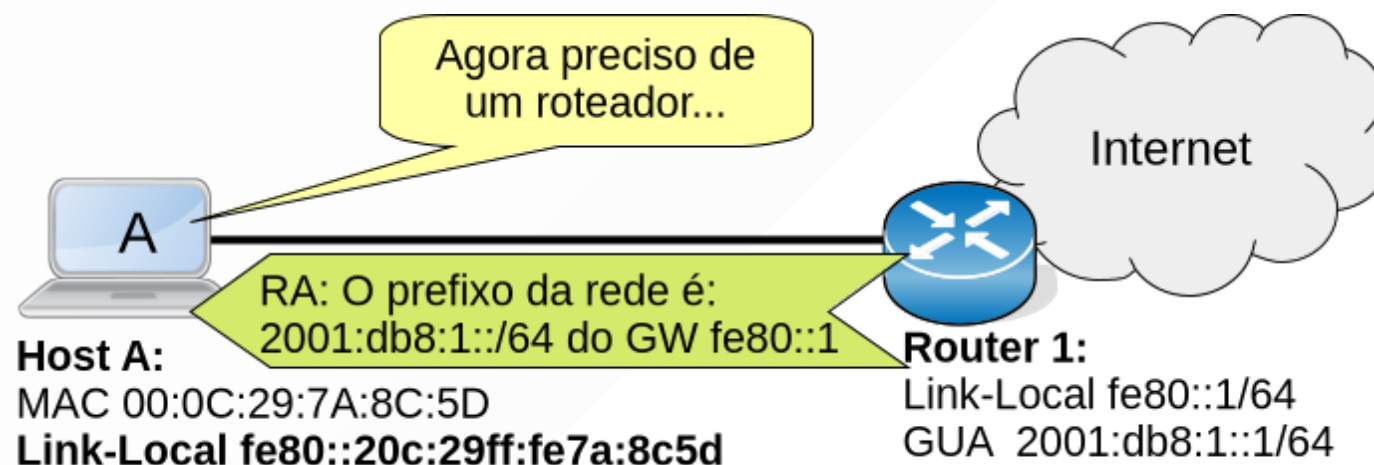 Agora preciso de
um roteador...
Internet
A
RA: O prefixo da rede é:
2001:db8:1::/64 do GW fe80::1
Host A:
MAC 00:0C:29:7A:8C:5D
Link-Local fe80::20c:29ff:fe7a:8c5d
Router 1:
Link-Local fe80::1/64
GUA 2001:db8:1::1/64